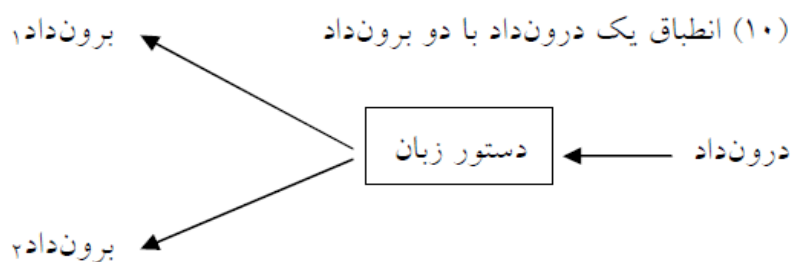 (۱۰) انطباق یک درون‌داد با دو برون‌داد
برون‌داد۱
درون‌داد
دستور زبان
برون‌داد۲